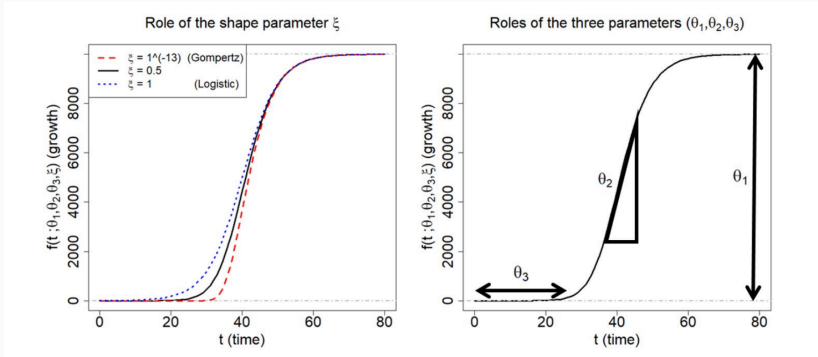 Role of the shape parameter ξ
ξ = 1^(-13) (Gompertz)
ξ = 0.5
ξ = 1 (Logistic)
f(t ;θ₁,θ₂,θ₃,ξ) (growth)
0 2000 4000 6000 8000
0 20 40 60 80
t (time)
Roles of the three parameters (θ₁,θ₂,θ₃)
f(t ;θ₁,θ₂,θ₃,ξ) (growth)
0 2000 4000 6000 8000
θ₁
θ₂
θ₃
0 20 40 60 80
t (time)